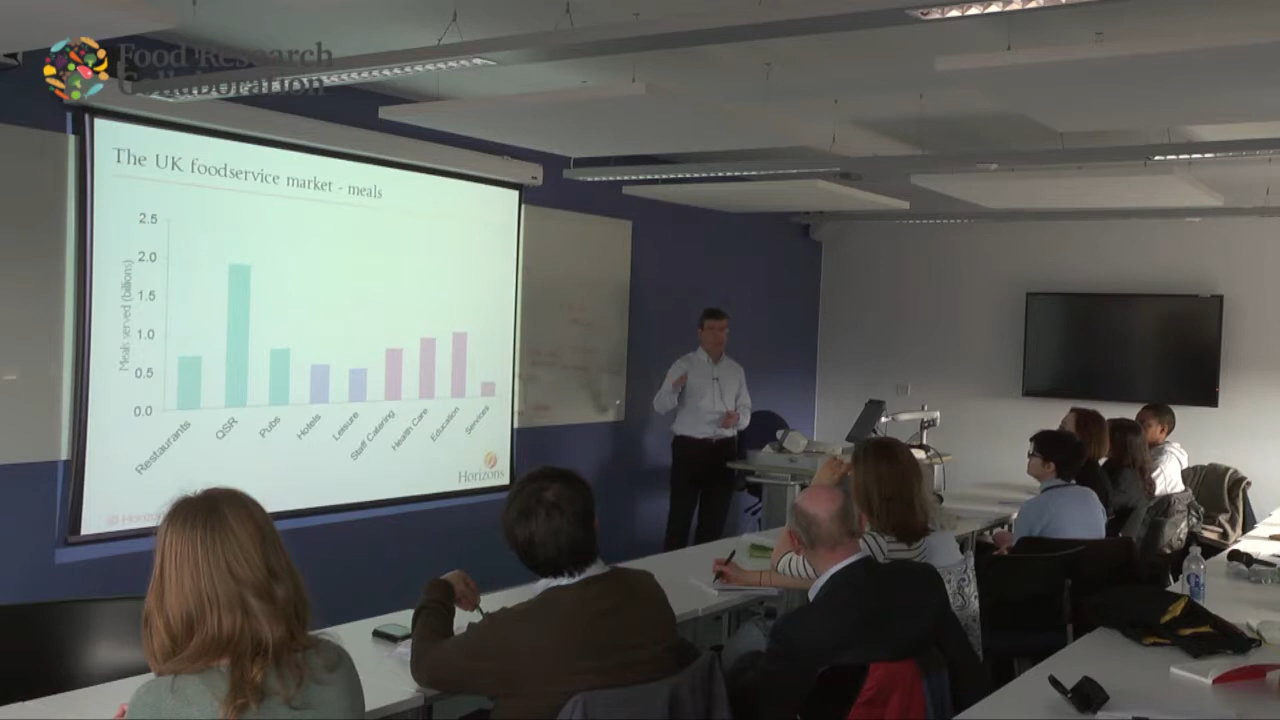 Food Research
Collaboration
The UK foodservice market - meals
Meals served (billions)
2.5
2.0
1.5
1.0
0.5
0.0
Restaurants
QSR
Pubs
Hotels
Leisure
Staff Catering
Health Care
Education
Services
Horizons
© Horizons